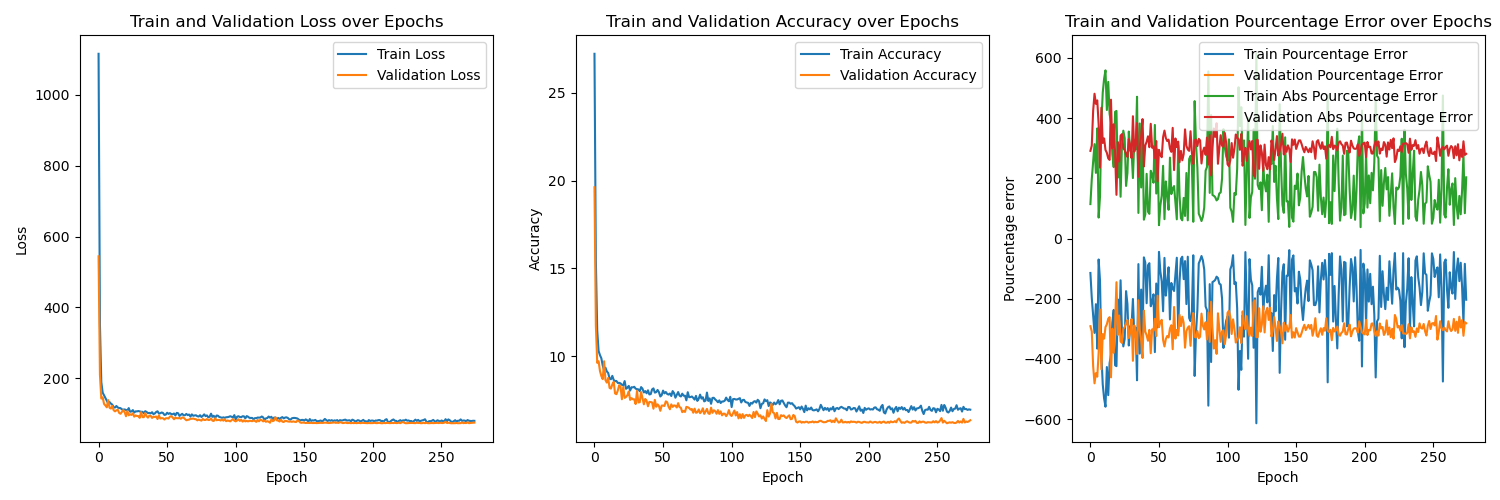 Train and Validation Loss over Epochs
Loss
1000
800
600
400
200
0
50
100
150
200
250
Epoch
Train Loss
Validation Loss
Train and Validation Accuracy over Epochs
Accuracy
25
20
15
10
0
50
100
150
200
250
Epoch
Train Accuracy
Validation Accuracy
Train and Validation Pourcentage Error over Epochs
Pourcentage error
600
400
200
0
−200
−400
−600
0
50
100
150
200
250
Epoch
Train Pourcentage Error
Validation Pourcentage Error
Train Abs Pourcentage Error
Validation Abs Pourcentage Error